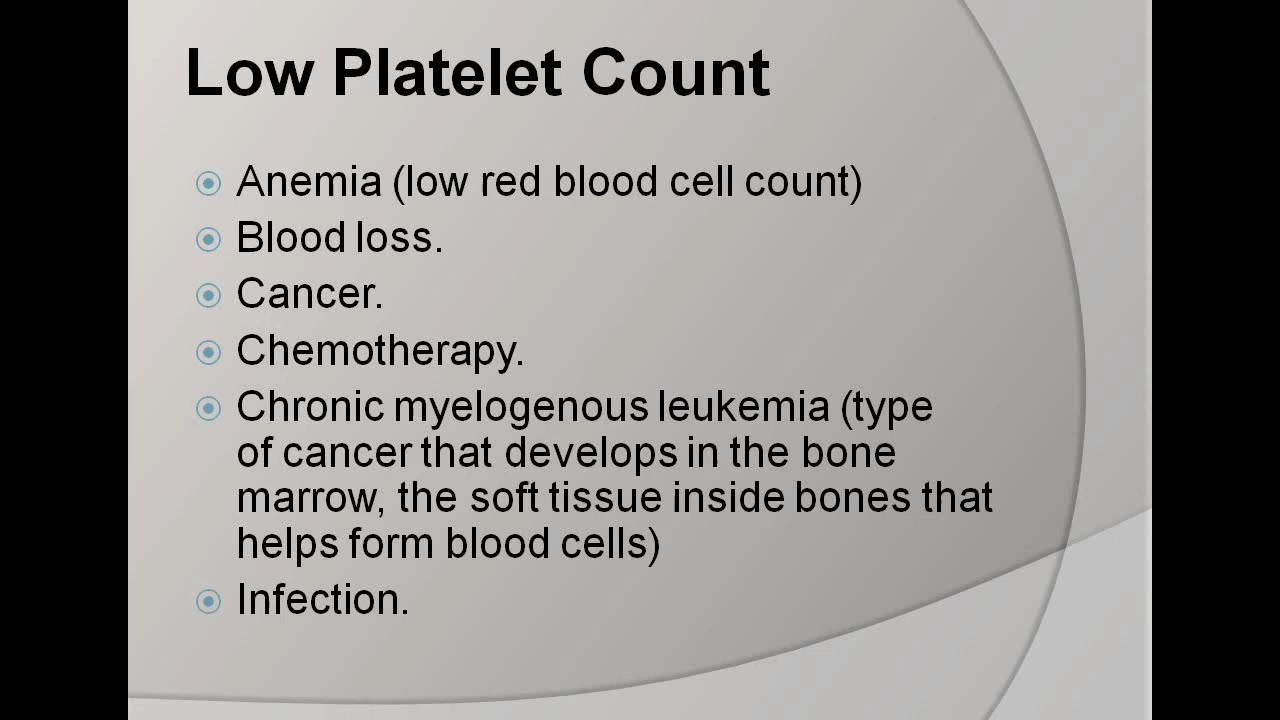 Low Platelet Count
Anemia (low red blood cell count)
Blood loss.
Cancer.
Chemotherapy.
Chronic myelogenous leukemia (type
of cancer that develops in the bone
marrow, the soft tissue inside bones that
helps form blood cells)
Infection.